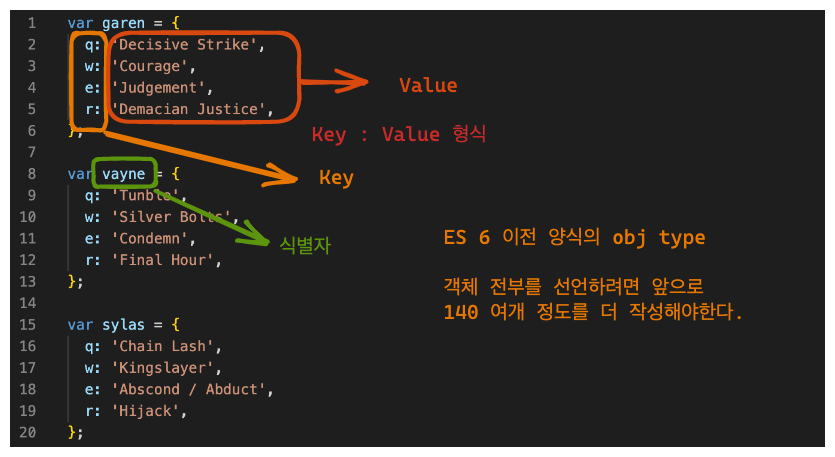 1 var garen = {
2 q: 'Decisive Strike',
3 w: 'Courage',
4 e: 'Judgement',
5 r: 'Demacian Justice',
6 };
7
8 var vayne = {
9 q: 'Tunble',
10 w: 'Silver Bolts',
11 e: 'Condemn',
12 r: 'Final Hour',
13 };
14
15 var sylas = {
16 q: 'Chain Lash',
17 w: 'Kingslayer',
18 e: 'Abscond / Abduct',
19 r: 'Hijack',
20 };
Value
Key : Value 형식
Key
식별자
ES 6 이전 양식의 obj type
객체 전부를 선언하려면 앞으로
140 여개 정도를 더 작성해야한다.